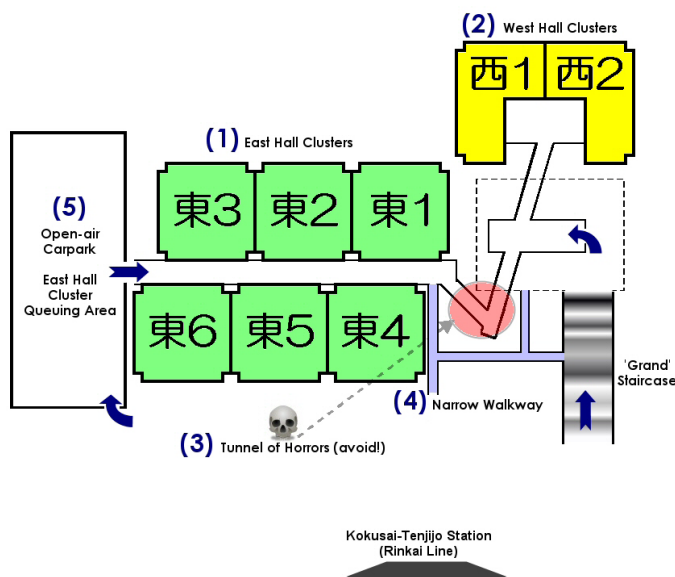 (2) West Hall Clusters
西1 西2
(1) East Hall Clusters
東3 東2 東1
(5)
Open-air
Carpark
East Hall
Cluster
Queuing Area
東6 東5 東4
'Grand'
Staircase
(4) Narrow Walkway
(3) Tunnel of Horrors (avoid!)
Kokusai-Tenjijo Station
(Rinkai Line)